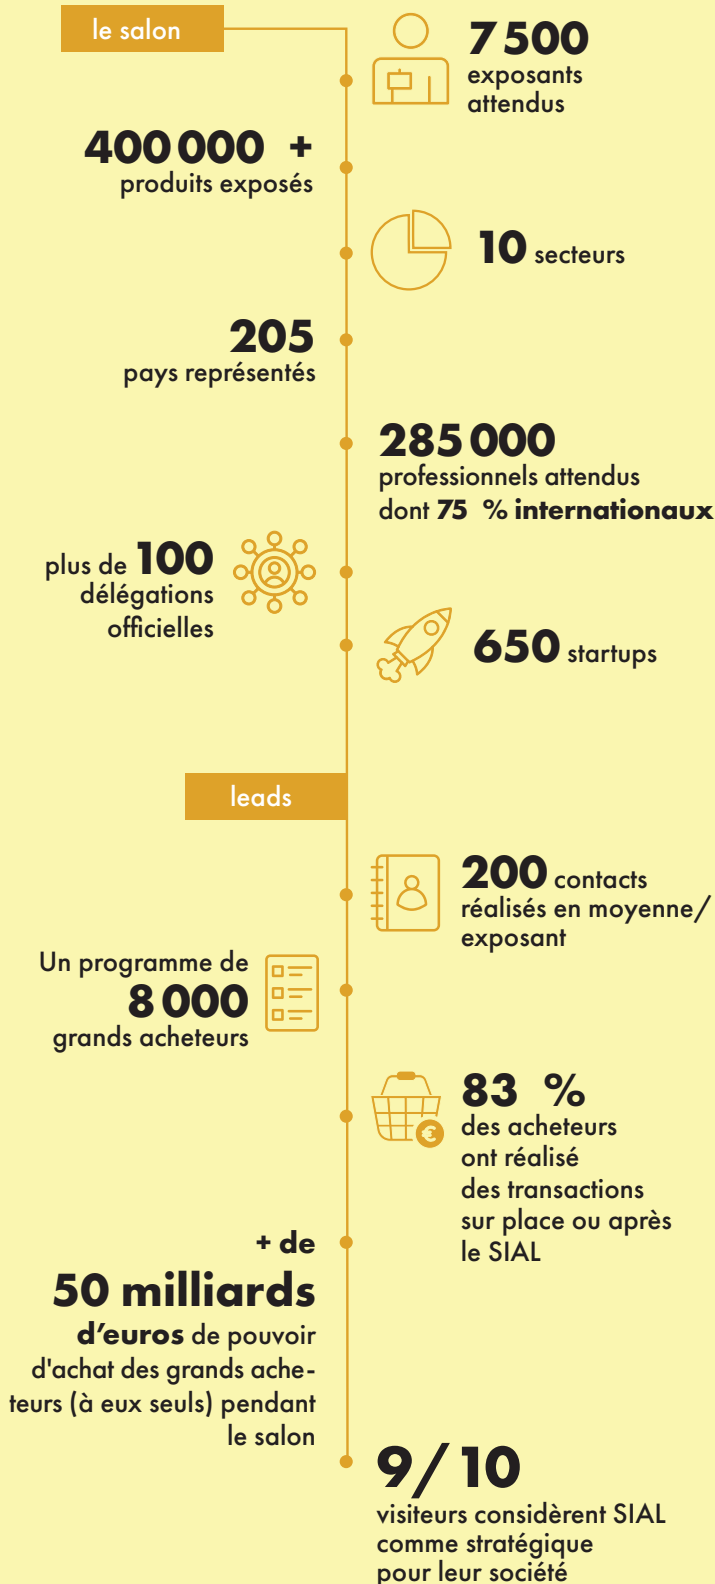 le salon
7 500
exposants
attendus
400 000 +
produits exposés
10 secteurs
205
pays représentés
285 000
professionnels attendus
dont 75 % internationaux
plus de 100
délégations
officielles
650 startups
leads
200 contacts
réalisés en moyenne/
exposant
Un programme de
8 000
grands acheteurs
83 %
des acheteurs
ont réalisé
des transactions
sur place ou après
le SIAL
+ de
50 milliards
d’euros de pouvoir
d'achat des grands ache-
teurs (à eux seuls) pendant
le salon
9/10
visiteurs considèrent SIAL
comme stratégique
pour leur société